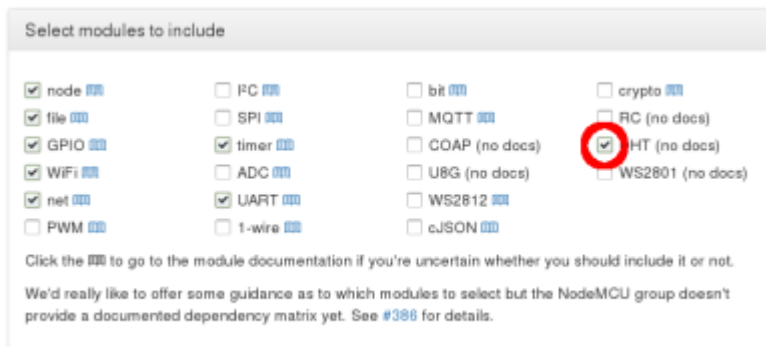 Select modules to include
node I²C bit crypto
file SPI MQTT RC (no docs)
GPIO timer COAP (no docs) HT (no docs)
WiFi ADC U8G (no docs) WS2801 (no docs)
net UART WS2812
PWM 1-wire cJSON
Click the to go to the module documentation if you're uncertain whether you should include it or not.
We'd really like to offer some guidance as to which modules to select but the NodeMCU group doesn't
provide a documented dependency matrix yet. See #386 for details.